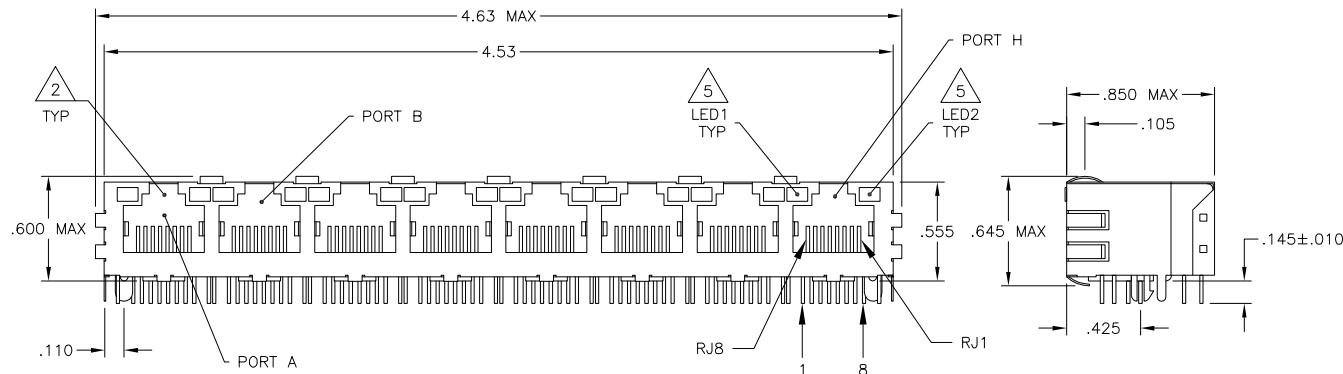 4.63 MAX
4.53
PORT H
2
TYP
PORT B
5
LED1
TYP
5
LED2
TYP
.850 MAX
.105
.600 MAX
.555
.645 MAX
.145±.010
.110
PORT A
RJ8
1
8
RJ1
.425